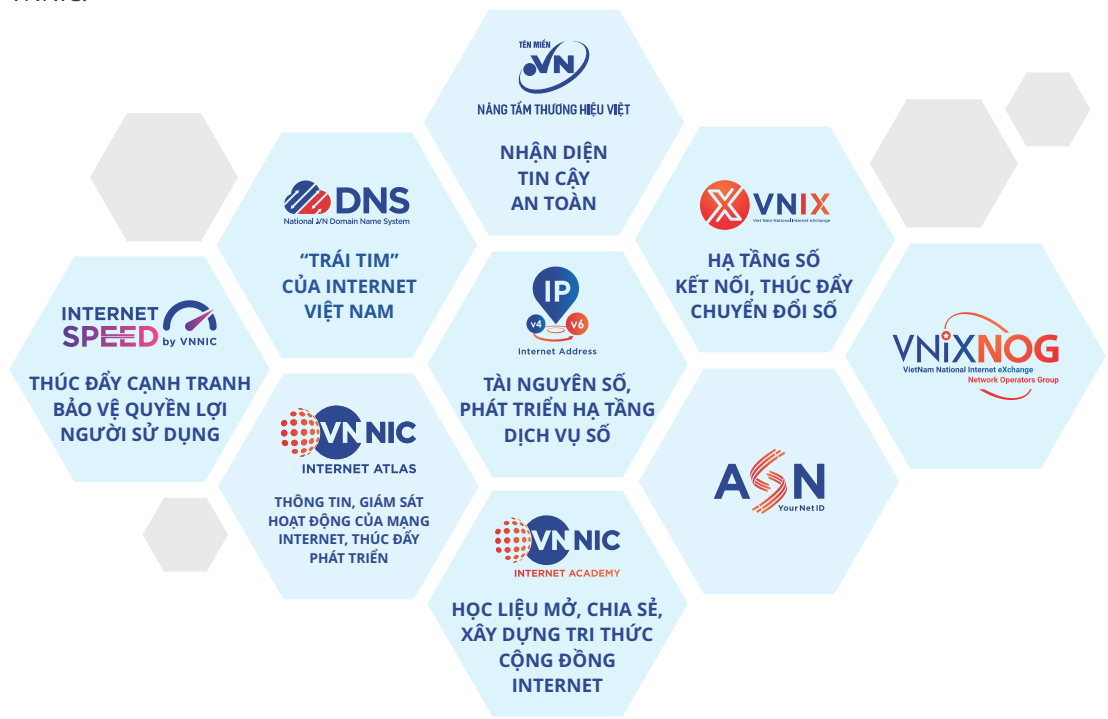 TÊN MIỀN
.VN
NÂNG TẦM THƯƠNG HIỆU VIỆT
NHẬN DIỆN
TIN CẬY
AN TOÀN
DNS
National .VN Domain Name System
“TRÁI TIM”
CỦA INTERNET
VIỆT NAM
VNIX
Viet Nam National Internet eXchange
HẠ TẦNG SỐ
KẾT NỐI, THÚC ĐẨY
CHUYỂN ĐỔI SỐ
INTERNET
SPEED by VNNIC
THÚC ĐẨY CẠNH TRANH
BẢO VỆ QUYỀN LỢI
NGƯỜI SỬ DỤNG
IP
v4 v6
Internet Address
TÀI NGUYÊN SỐ,
PHÁT TRIỂN HẠ TẦNG
DỊCH VỤ SỐ
VNIXNOG
VietNam National Internet eXchange
Network Operators Group
VNNIC
INTERNET ATLAS
THÔNG TIN, GIÁM SÁT
HOẠT ĐỘNG CỦA MẠNG
INTERNET, THÚC ĐẨY
PHÁT TRIỂN
ASN
Your Net ID
VNNIC
INTERNET ACADEMY
HỌC LIỆU MỞ, CHIA SẺ,
XÂY DỰNG TRI THỨC
CỘNG ĐỒNG
INTERNET